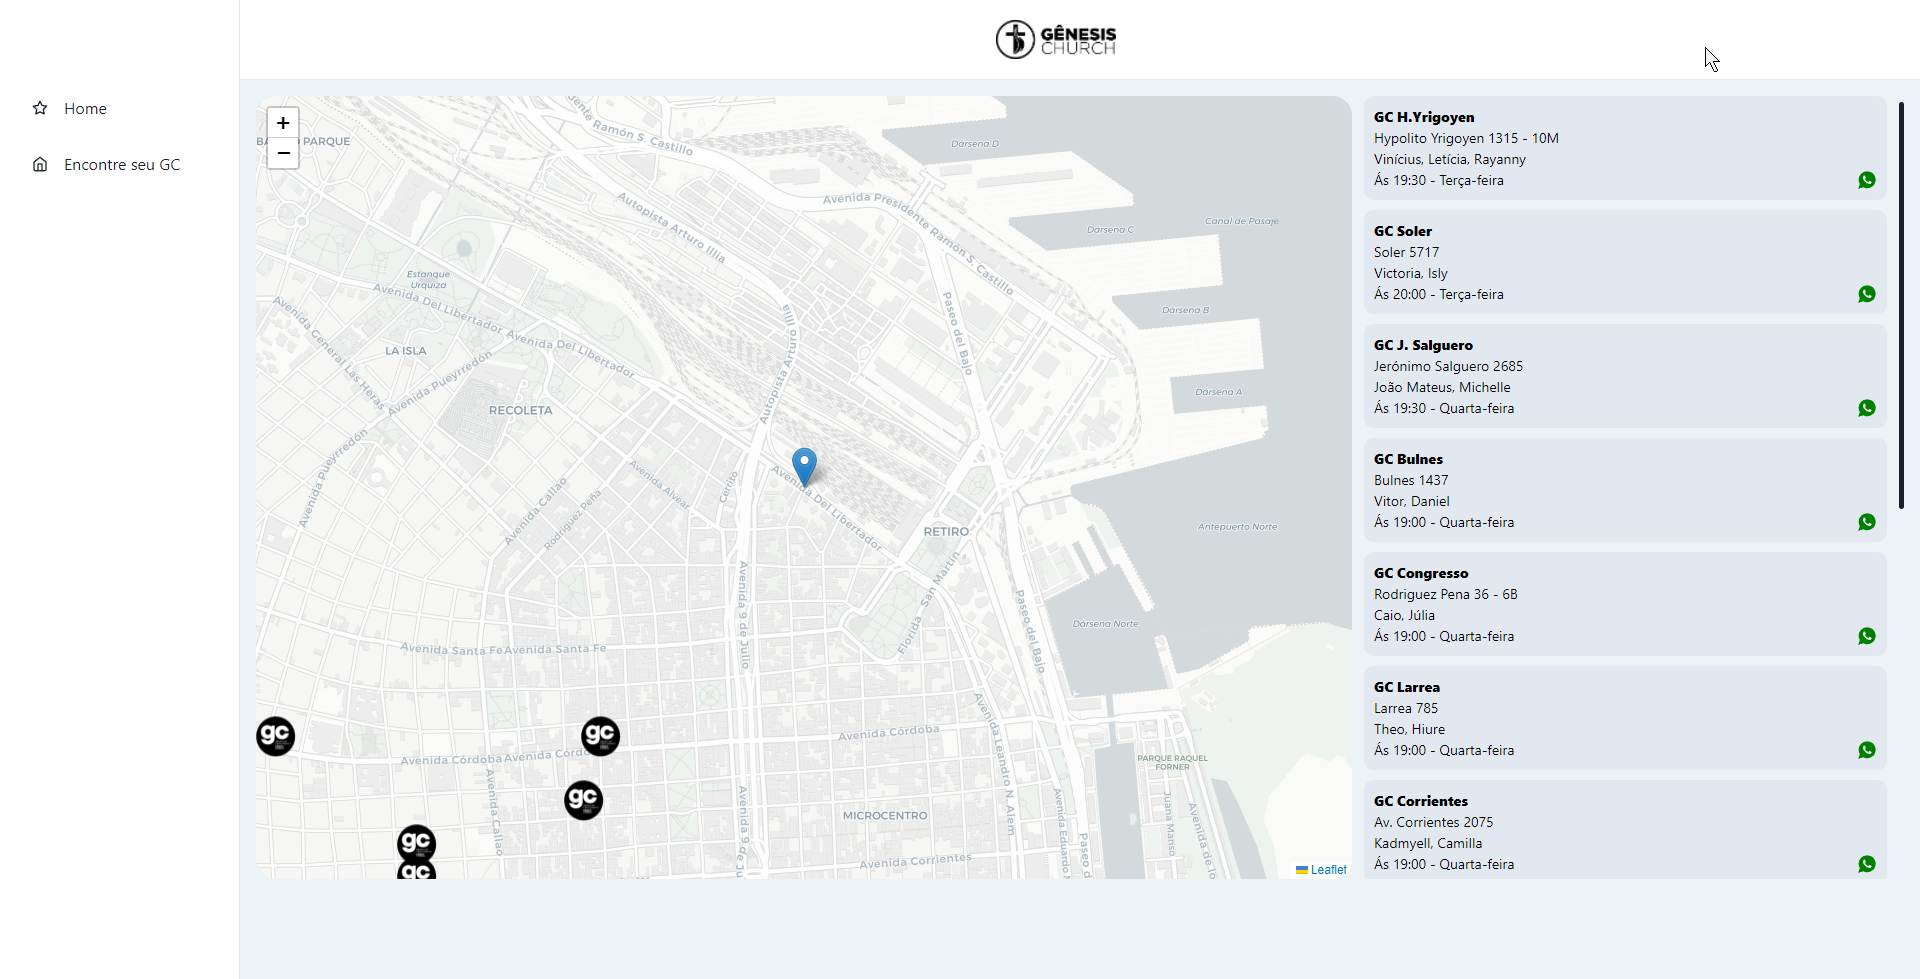 GÊNESIS
CHURCH
Home
Encontre seu GC
+
−
PARQUE
ente Ramón S. Castillo
Dársena D
Autopista Arturo Illia
Avenida Presidente Ramón S. Castillo
Dársena C
Canal de Pasaje
Estanque
Urquiza
Avenida Del Libertador
Avenida Del Libertador
Avenida General Las Heras
LA ISLA
Avenida Pueyrredón
Autopista Arturo Illia
Paseo del Bajo
Dársena B
Dársena A
RECOLETA
Avenida Pueyrredón
Avenida Callao
Rodríguez Peña
Avenida Alvear
Cerrito
Avenida Del Libertador
RETIRO
Antepuerto Norte
Avenida 9 de Julio
Florida
San Martín
Paseo del Bajo
Dársena Norte
Avenida Santa Fe
Avenida Santa Fe
gc
gc
Avenida Córdoba
Avenida Córdo
Avenida Córdoba
Avenida Leandro N. Alem
PARQUE RAQUEL
FORNER
gc
Avenida Callao
Avenida 9 de Ju
MICROCENTRO
Avenida Eduardo
Juana Manso
Avenida de lo
Paseo d
gc
gc
Avenida Corrientes
Leaflet
GC H.Yrigoyen
Hypolito Yrigoyen 1315 - 10M
Vinícius, Letícia, Rayanny
Ás 19:30 - Terça-feira
GC Soler
Soler 5717
Victoria, Isly
Ás 20:00 - Terça-feira
GC J. Salguero
Jerónimo Salguero 2685
João Mateus, Michelle
Ás 19:30 - Quarta-feira
GC Bulnes
Bulnes 1437
Vitor, Daniel
Ás 19:00 - Quarta-feira
GC Congresso
Rodriguez Pena 36 - 6B
Caio, Júlia
Ás 19:00 - Quarta-feira
GC Larrea
Larrea 785
Theo, Hiure
Ás 19:00 - Quarta-feira
GC Corrientes
Av. Corrientes 2075
Kadmyell, Camilla
Ás 19:00 - Quarta-feira